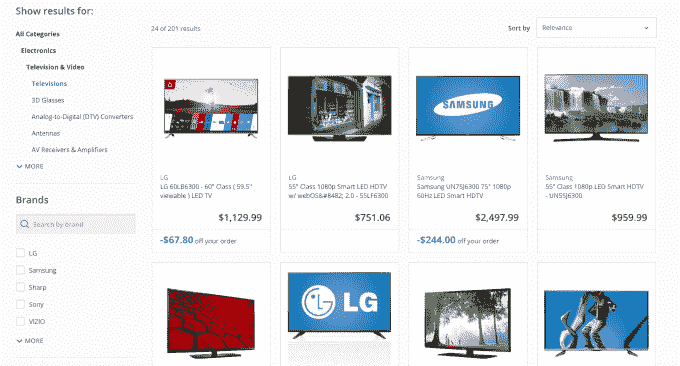 Show results for:
All Categories
Electronics
Television & Video
Televisions
3D Glasses
Analog-to-Digital (DTV) Converters
Antennas
AV Receivers & Amplifiers
MORE
Brands
Search by brand
LG
Samsung
Sharp
Sony
VIZIO
MORE
24 of 201 results
Sort by
Relevance
LG
LG 60LB6300 - 60" Class ( 59.5"
viewable ) LED TV
$1,129.99
-$67.80 off your order
LG
55" Class 1080p Smart LED HDTV
w/ webOS&#8482; 2.0 - 55LF6300
$751.06
SAMSUNG
Samsung
Samsung UN75J6300 75" 1080p
60Hz LED Smart HDTV
$2,497.99
-$244.00 off your order
Samsung
55" Class 1080p LED Smart HDTV
- UN55J6300
$959.99
LG